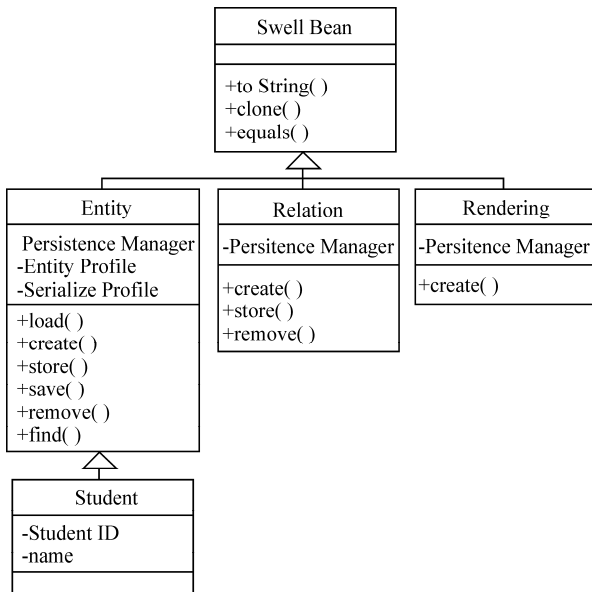 Swell Bean
+to String( )
+clone( )
+equals( )
Entity
Persistence Manager
-Entity Profile
-Serialize Profile
+load( )
+create( )
+store( )
+save( )
+remove( )
+find( )
Relation
-Persitence Manager
+create( )
+store( )
+remove( )
Rendering
-Persitence Manager
+create( )
Student
-Student ID
-name